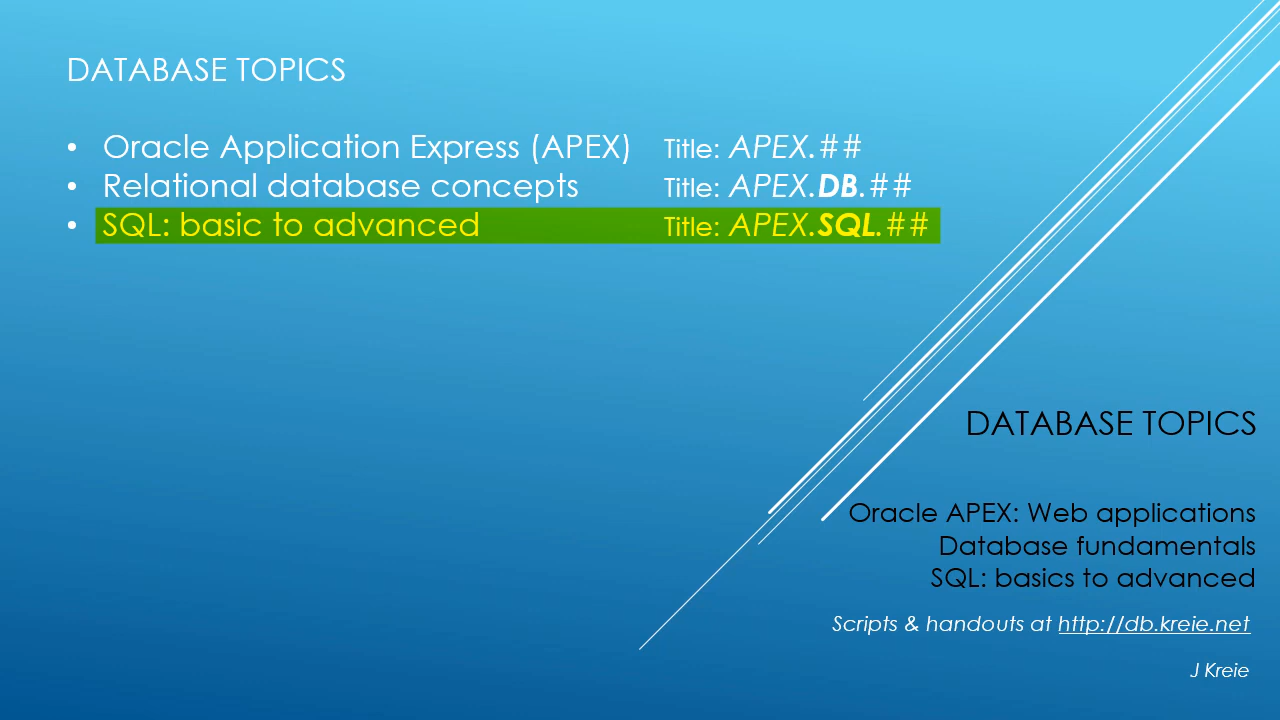 DATABASE TOPICS
• Oracle Application Express (APEX) Title: APEX.##
• Relational database concepts Title: APEX.DB.##
• SQL: basic to advanced Title: APEX.SQL.##
DATABASE TOPICS
Oracle APEX: Web applications
Database fundamentals
SQL: basics to advanced
Scripts & handouts at http://db.kreie.net
J Kreie